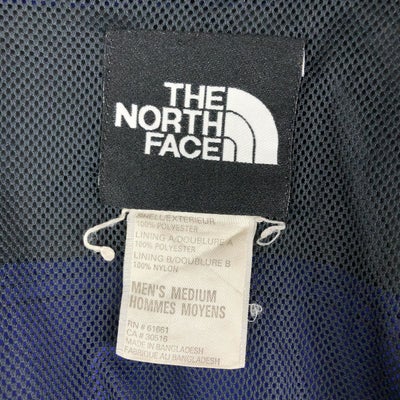 THE
NORTH
FACE
SHELL/EXTERIEUR
100% POLYESTER
LINING A/DOUBLURE A
100% POLYESTER
LINING B/DOUBLURE B
100% NYLON
MEN'S MEDIUM
HOMMES MOYENS
RN # 61661
CA # 30516
MADE IN BANGLADESH
FABRIQUÉ AU BANGLADESH